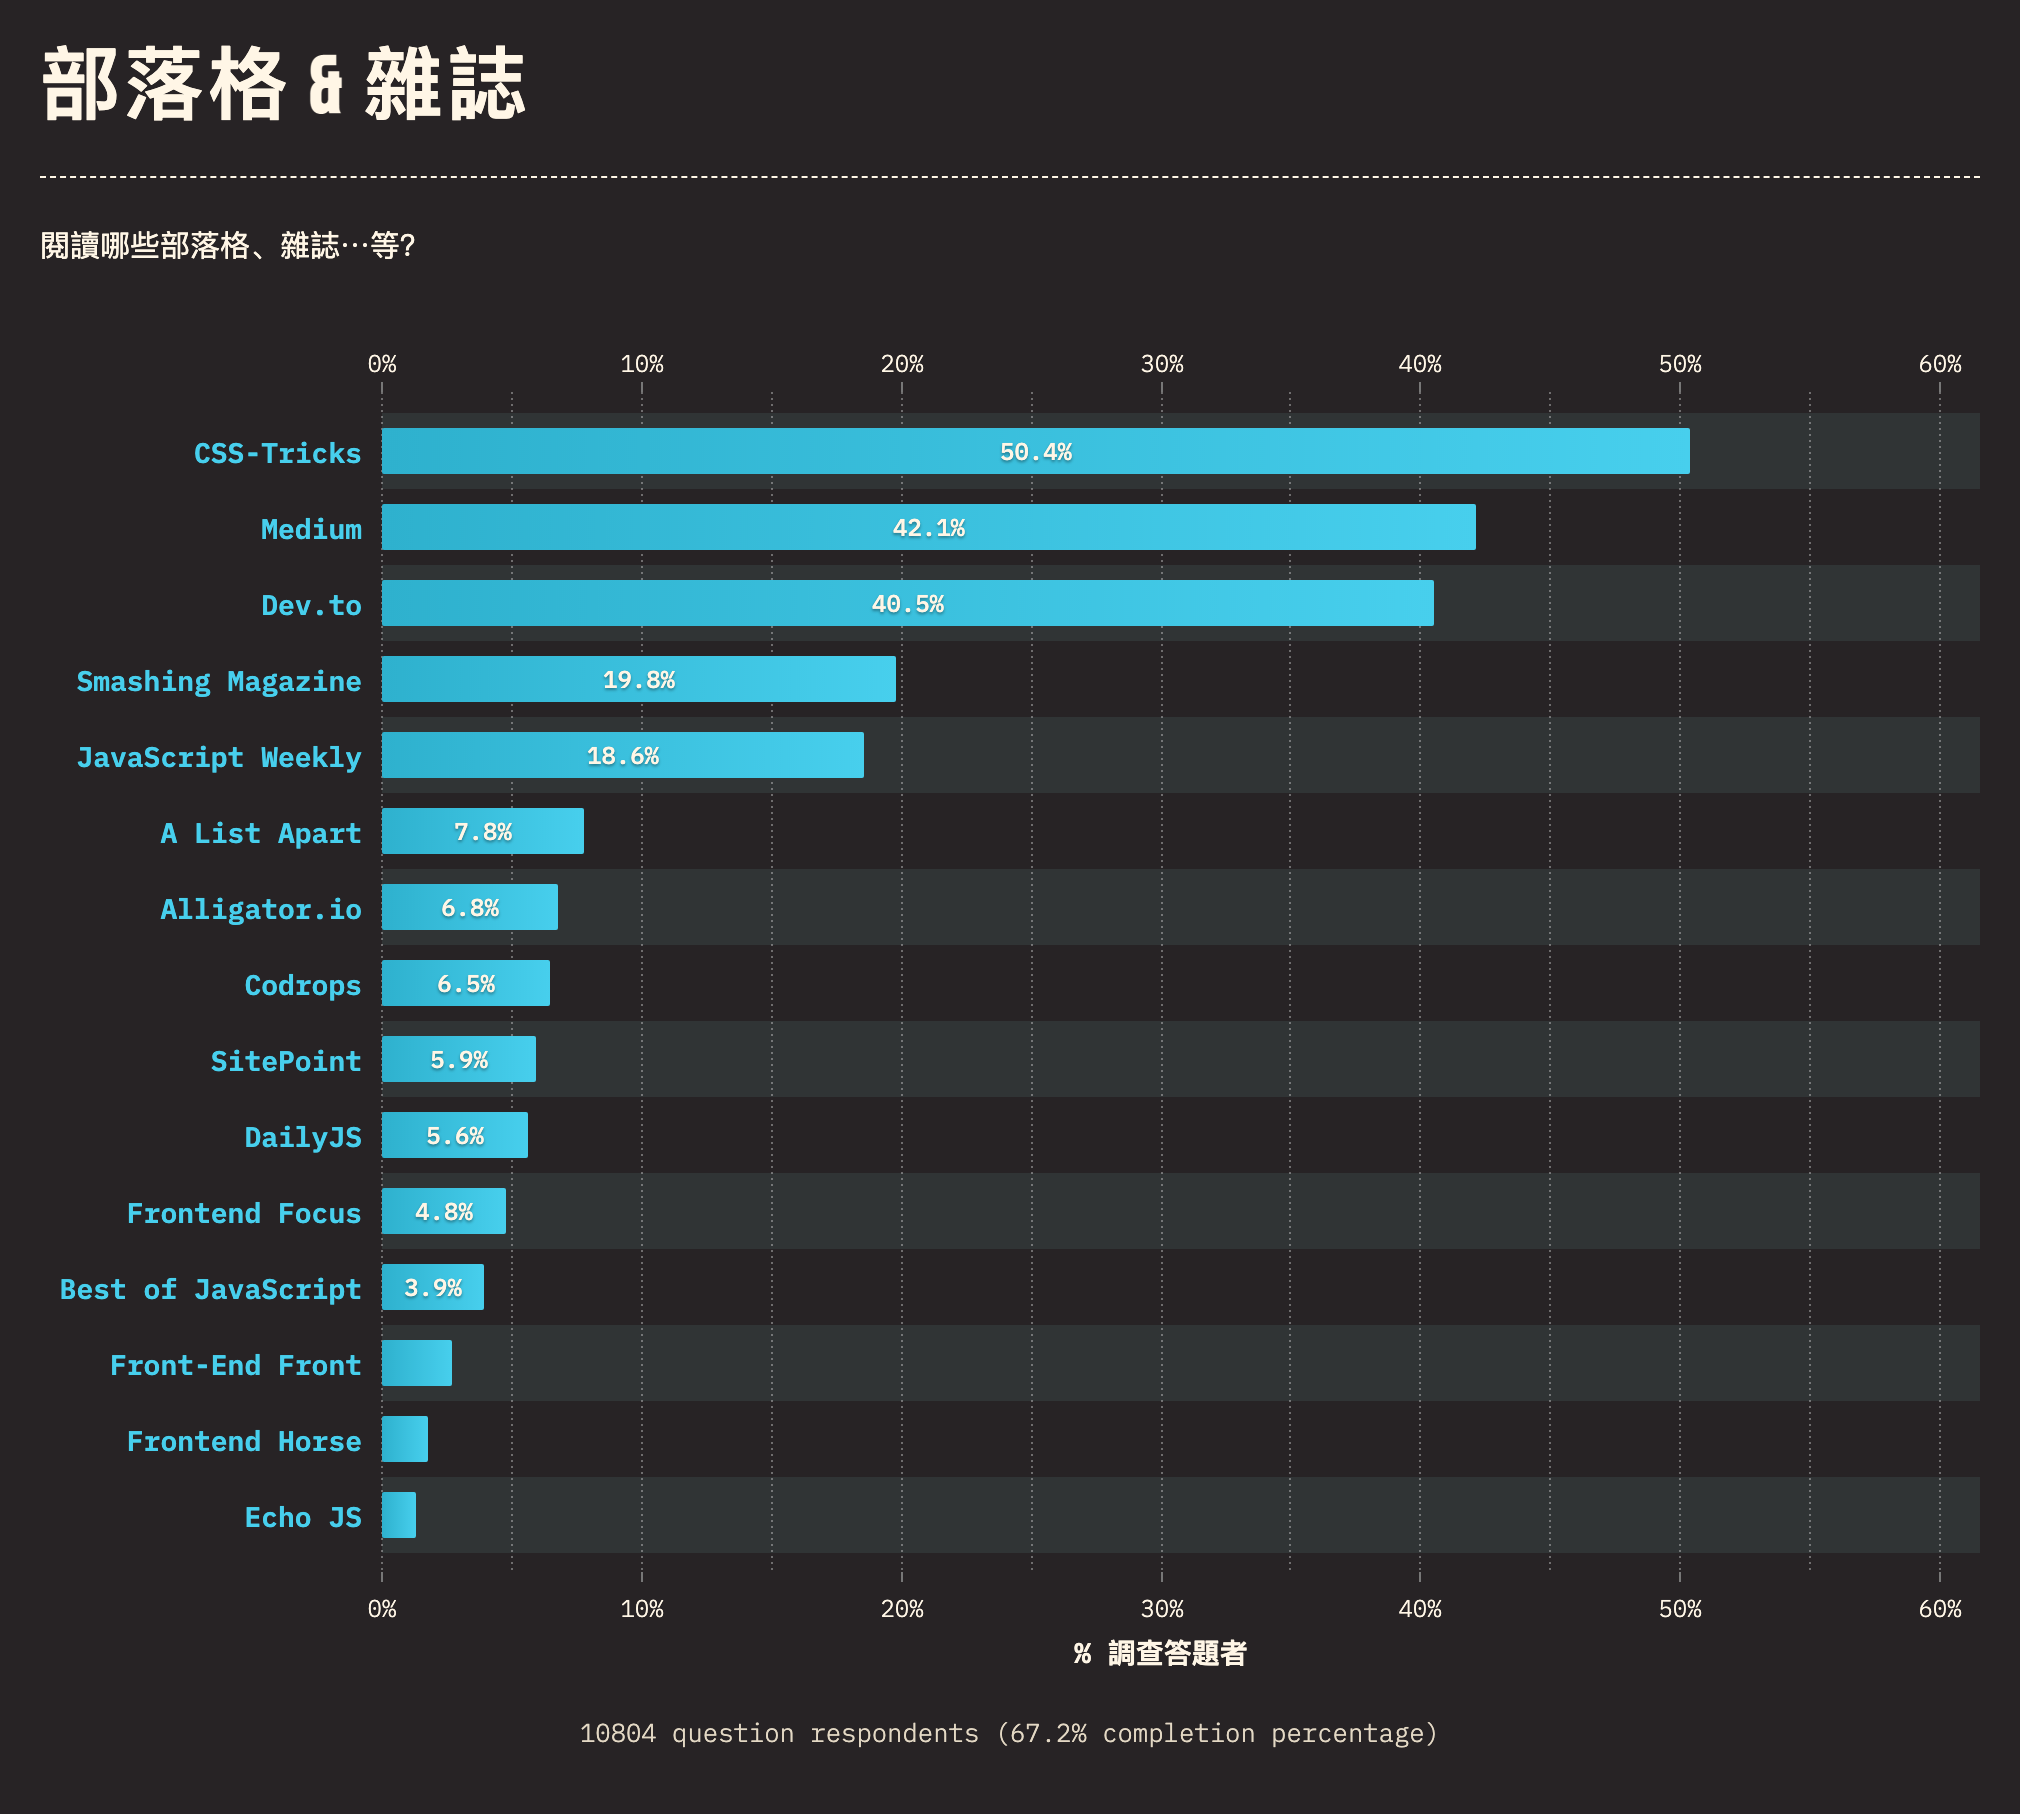 部落格 & 雜誌
閱讀哪些部落格、雜誌⋯等?
0% 10% 20% 30% 40% 50% 60%
CSS-Tricks 50.4%
Medium 42.1%
Dev.to 40.5%
Smashing Magazine 19.8%
JavaScript Weekly 18.6%
A List Apart 7.8%
Alligator.io 6.8%
Codrops 6.5%
SitePoint 5.9%
DailyJS 5.6%
Frontend Focus 4.8%
Best of JavaScript 3.9%
Front-End Front
Frontend Horse
Echo JS
0% 10% 20% 30% 40% 50% 60%
% 調查答題者
10804 question respondents (67.2% completion percentage)